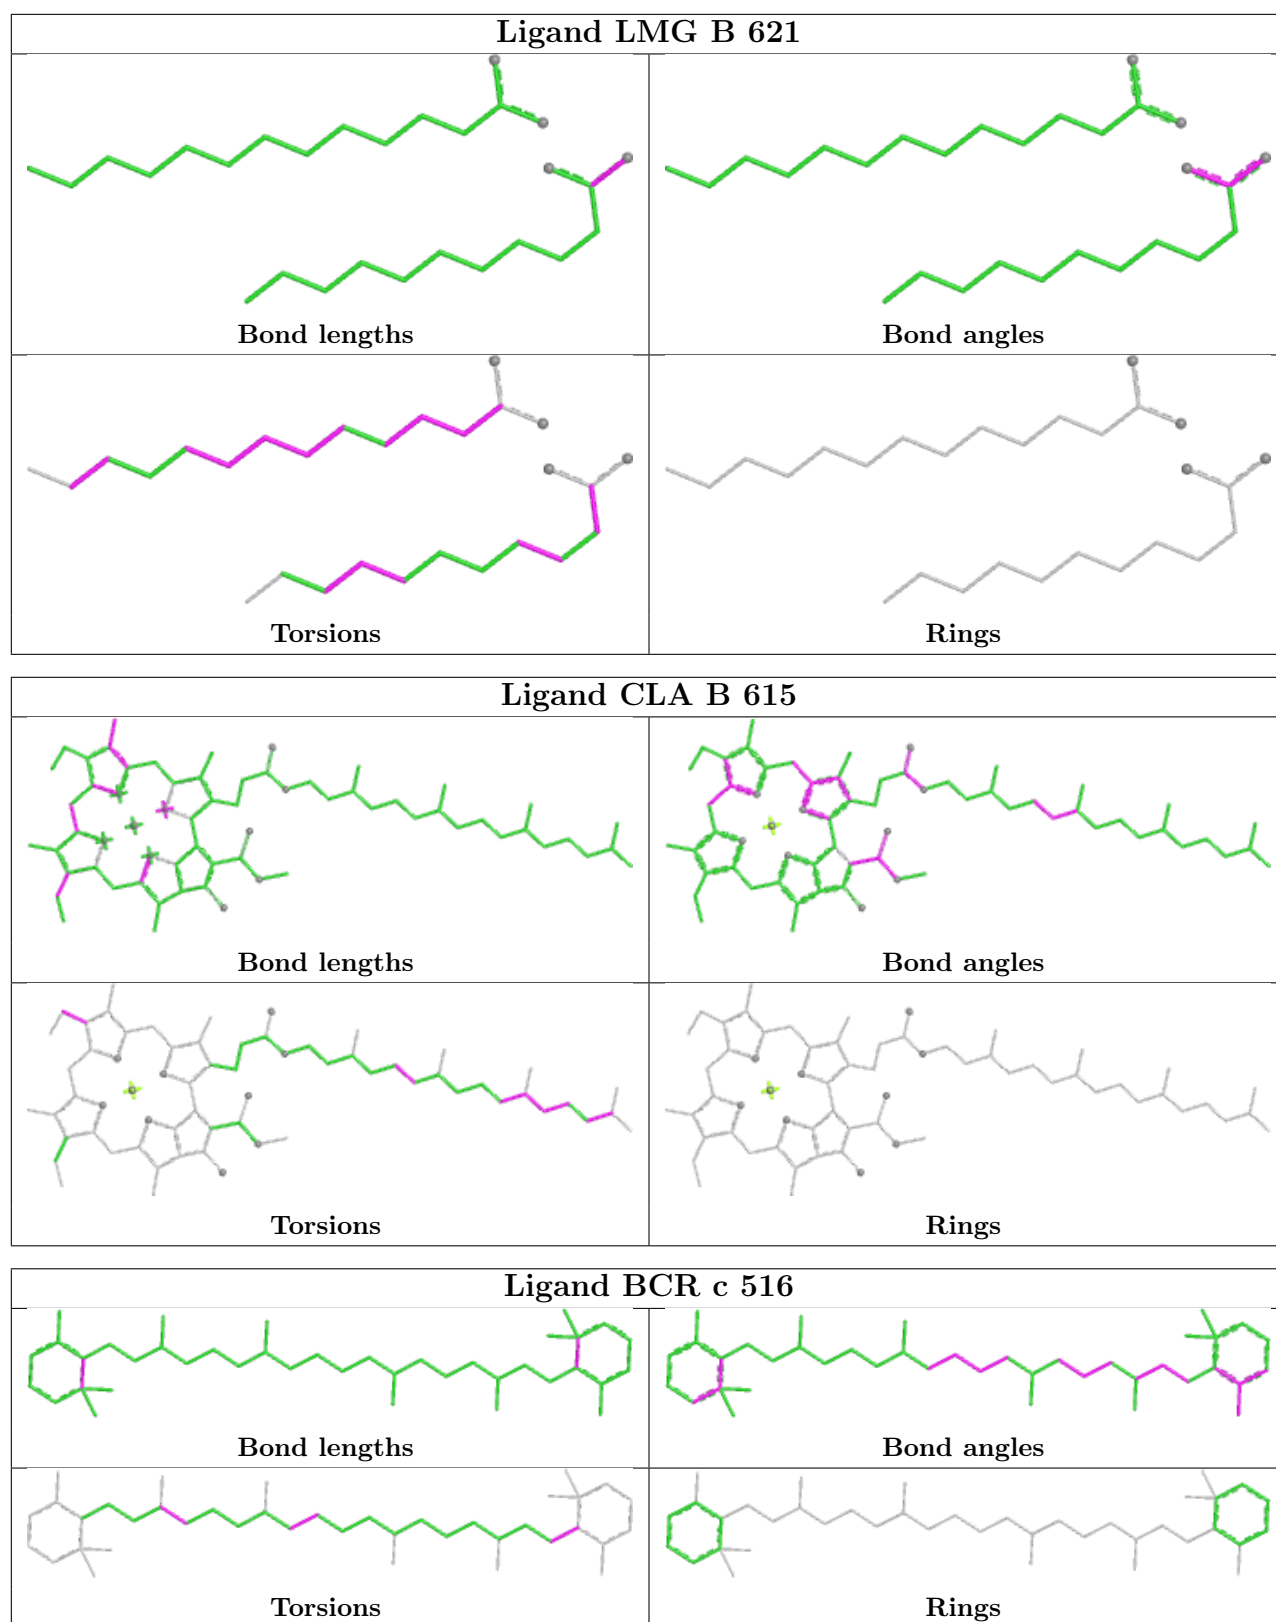 Ligand LMG B 621
Bond lengths
Bond angles
Torsions
Rings
Ligand CLA B 615
Bond lengths
Bond angles
Torsions
Rings
Ligand BCR c 516
Bond lengths
Bond angles
Torsions
Rings